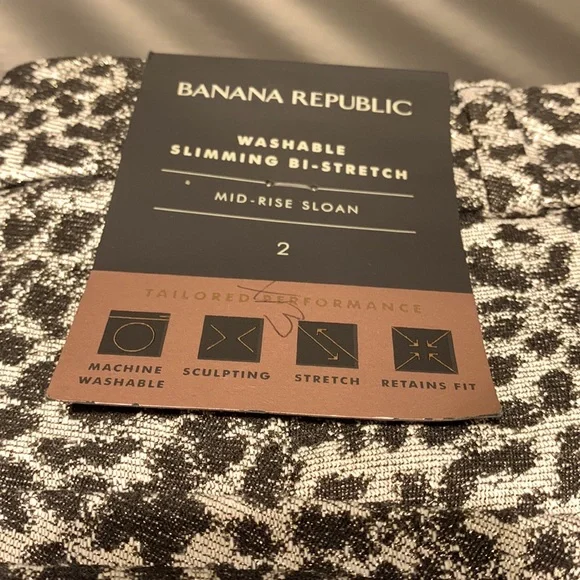 BANANA REPUBLIC
WASHABLE
SLIMMING BI-STRETCH
MID-RISE SLOAN
2
TAILORED PERFORMANCE
MACHINE WASHABLE
SCULPTING
STRETCH
RETAINS FIT